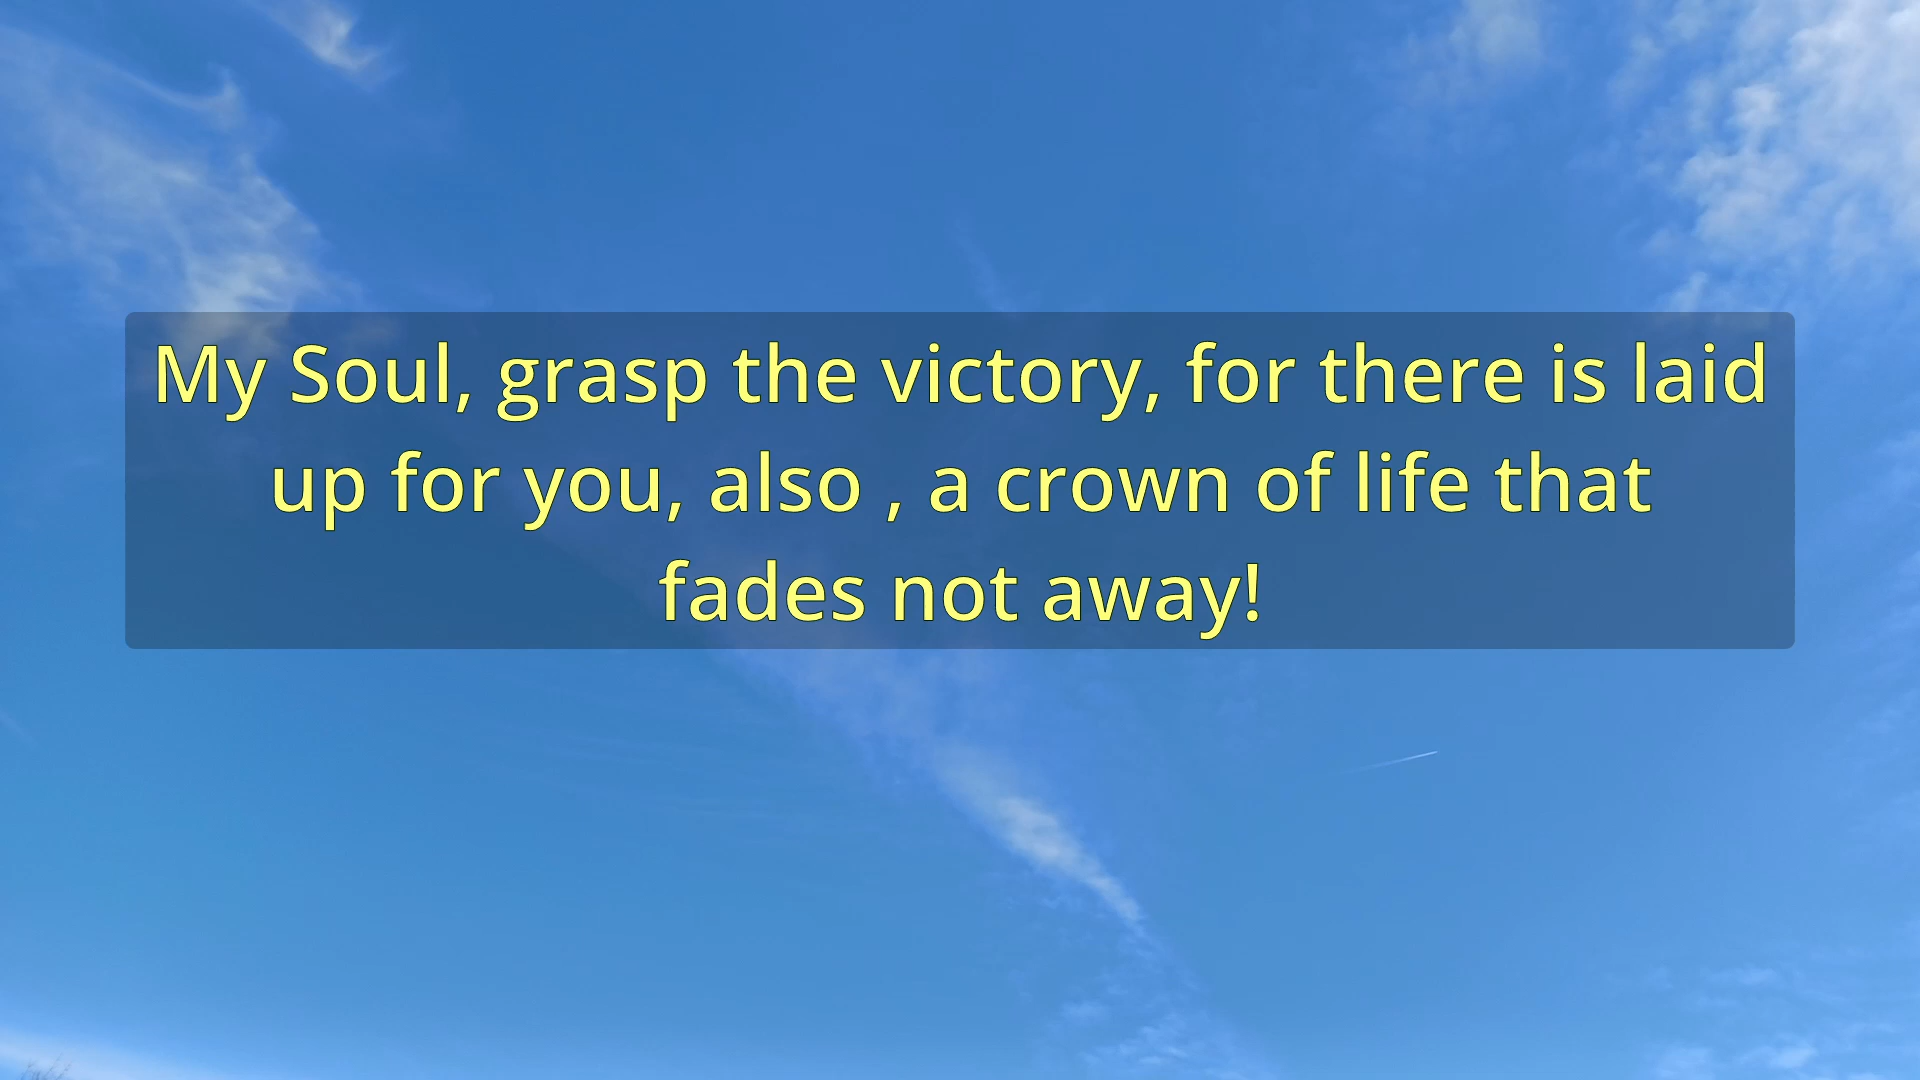 My Soul, grasp the victory, for there is laid
up for you, also , a crown of life that
fades not away!